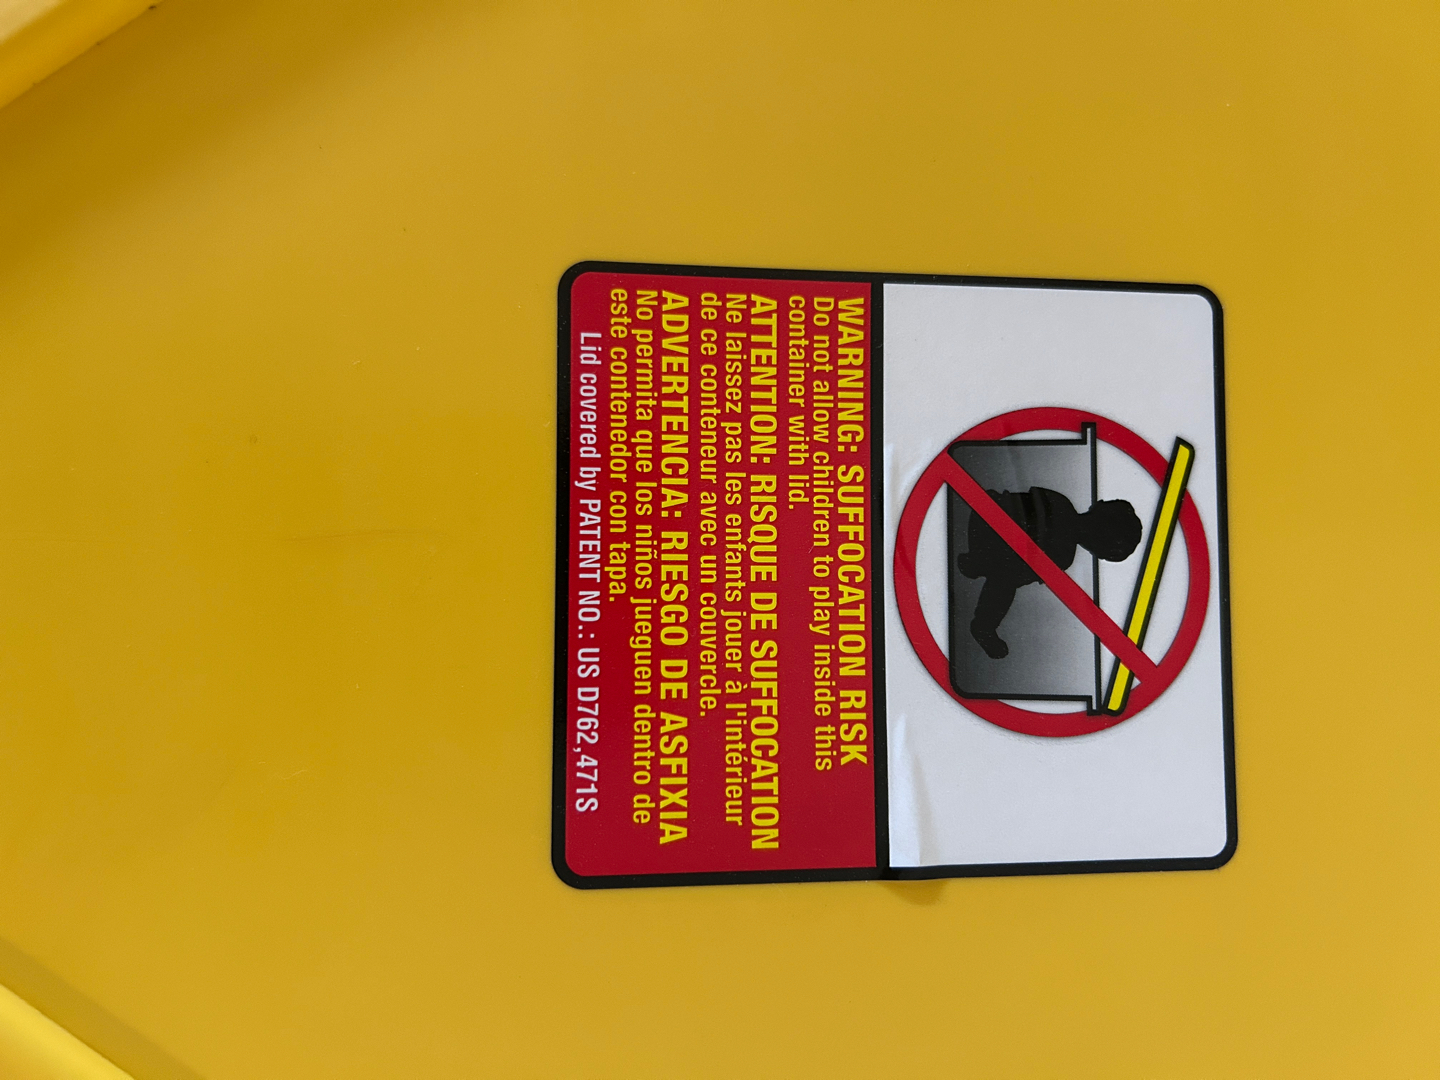 WARNING: SUFFOCATION RISK
Do not allow children to play inside this
container with lid.
ATTENTION: RISQUE DE SUFFOCATION
Ne laissez pas les enfants jouer à l'intérieur
de ce conteneur avec un couvercle.
ADVERTENCIA: RIESGO DE ASFIXIA
No permita que los niños jueguen dentro de
este contenedor con tapa.
Lid covered by PATENT NO.: US D762,471S